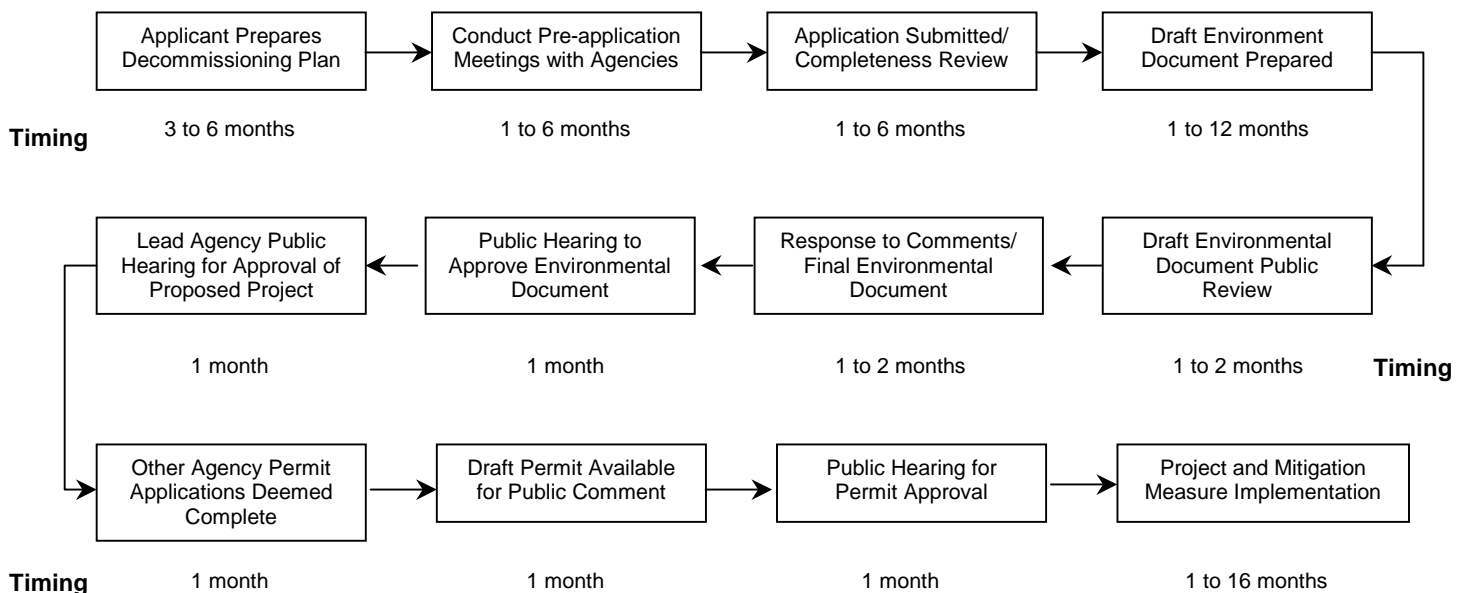 Applicant Prepares
Decommissioning Plan
Conduct Pre-application
Meetings with Agencies
Application Submitted/
Completeness Review
Draft Environment
Document Prepared
Timing
3 to 6 months
1 to 6 months
1 to 6 months
1 to 12 months
Draft Environmental
Document Public
Review
Response to Comments/
Final Environmental
Document
Public Hearing to
Approve Environmental
Document
Lead Agency Public
Hearing for Approval of
Proposed Project
1 to 2 months
Timing
1 to 2 months
1 month
1 month
Other Agency Permit
Applications Deemed
Complete
Draft Permit Available
for Public Comment
Public Hearing for
Permit Approval
Project and Mitigation
Measure Implementation
Timing
1 month
1 month
1 month
1 to 16 months